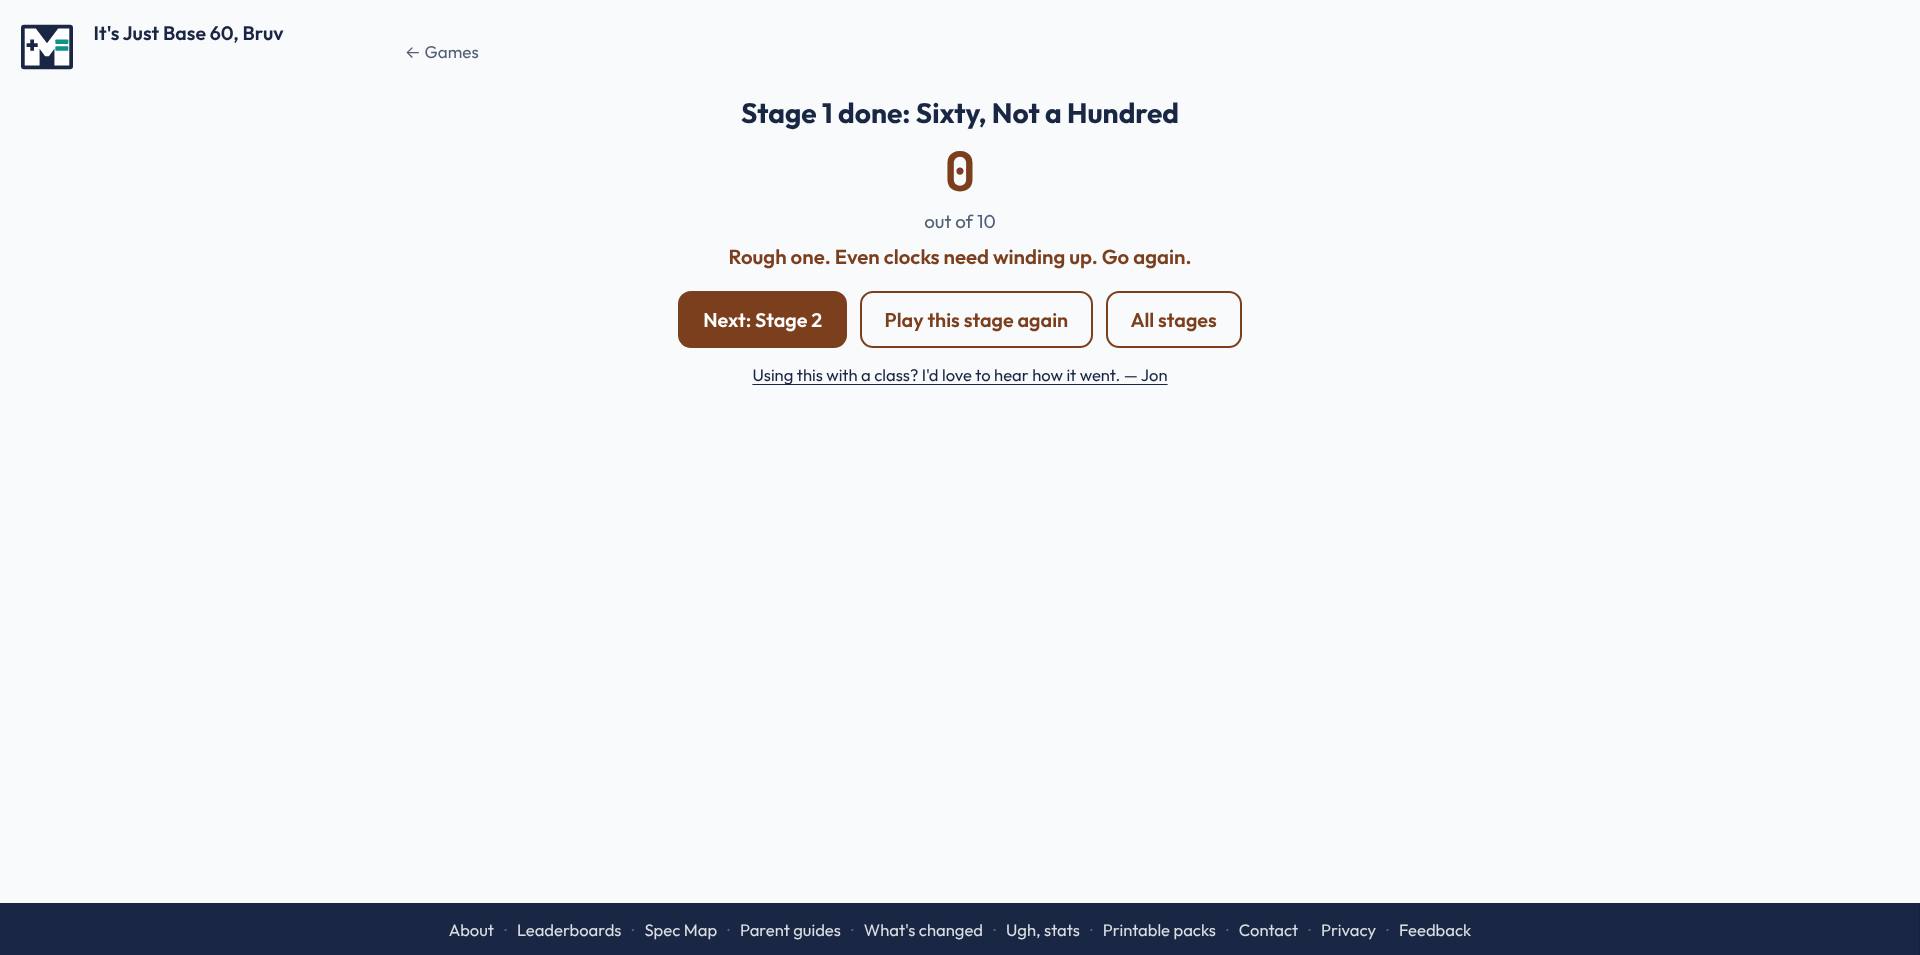 It's Just Base 60, Bruv
← Games
Stage 1 done: Sixty, Not a Hundred
0
out of 10
Rough one. Even clocks need winding up. Go again.
Next: Stage 2
Play this stage again
All stages
Using this with a class? I'd love to hear how it went. — Jon
About · Leaderboards · Spec Map · Parent guides · What's changed · Ugh, stats · Printable packs · Contact · Privacy · Feedback